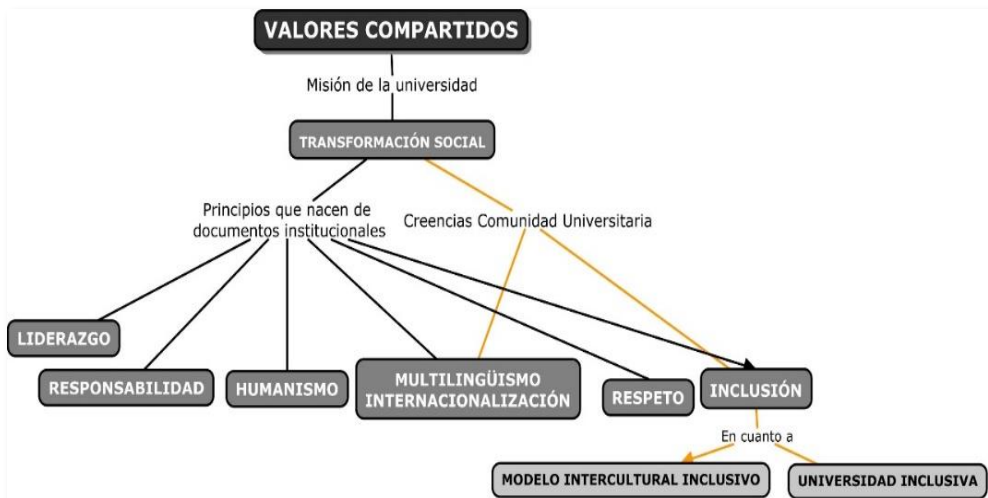 VALORES COMPARTIDOS
Misión de la universidad
TRANSFORMACIÓN SOCIAL
Principios que nacen de
documentos institucionales
Creencias Comunidad Universitaria
LIDERAZGO
RESPONSABILIDAD
HUMANISMO
MULTILINGÜISMO
INTERNACIONALIZACIÓN
RESPETO
INCLUSIÓN
En cuanto a
MODELO INTERCULTURAL INCLUSIVO
UNIVERSIDAD INCLUSIVA